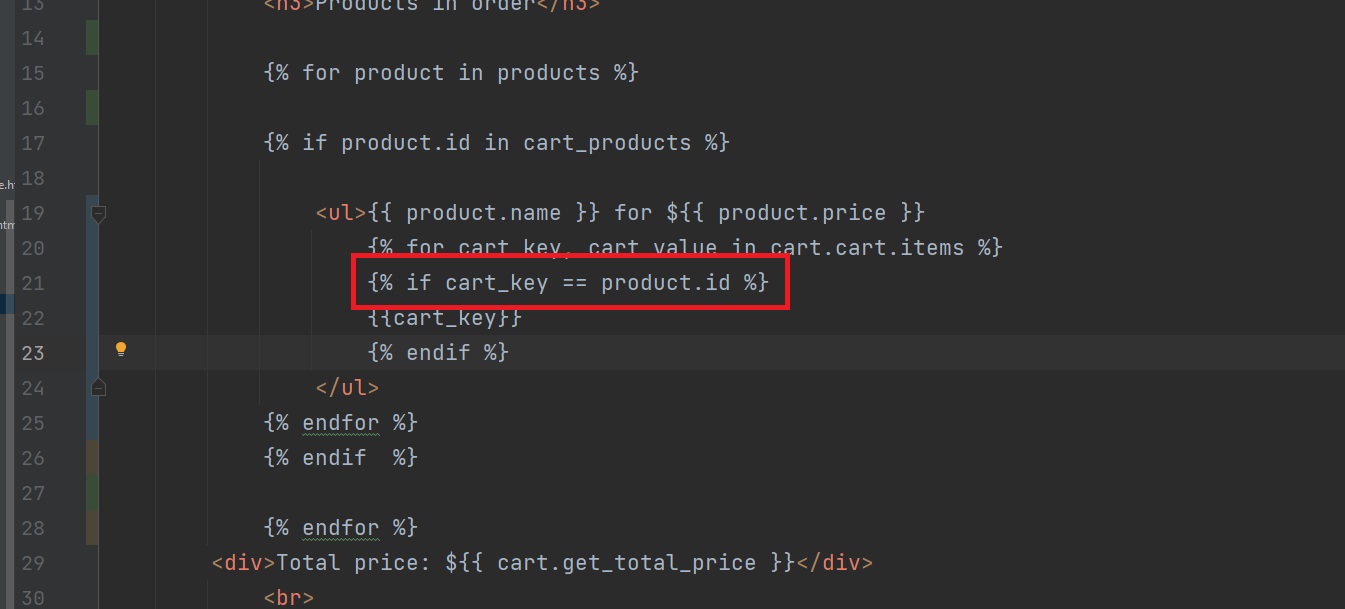 13 <h3>Products in order</h3>
14
15 {% for product in products %}
16
17 {% if product.id in cart_products %}
18
19 <ul>{{ product.name }} for ${{ product.price }}
20 {% for cart_key, cart_value in cart.cart.items %}
21 {% if cart_key == product.id %}
22 {{cart_key}}
23 {% endif %}
24 </ul>
25 {% endfor %}
26 {% endif  %}
27
28 {% endfor %}
29 <div>Total price: ${{ cart.get_total_price }}</div>
30 <br>